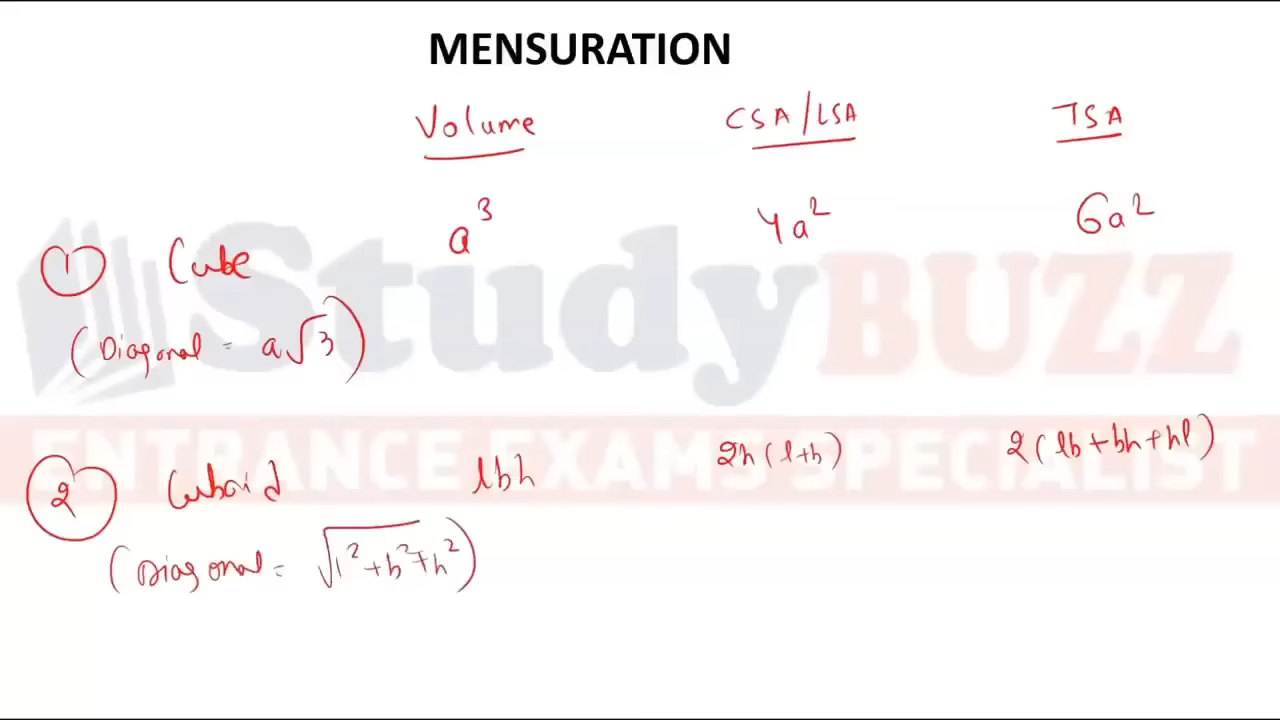 MENSURATION
Volume CSA/LSA TSA
a³ 4a² 6a²
① Cube
(Diagonal = a√3)
StudyBUZZ
ENTRANCE EXAMS SPECIALIST
② Cuboid lbh 2h(l+b) 2(lb+bh+hl)
(Diagonal = √l²+b²+h²)